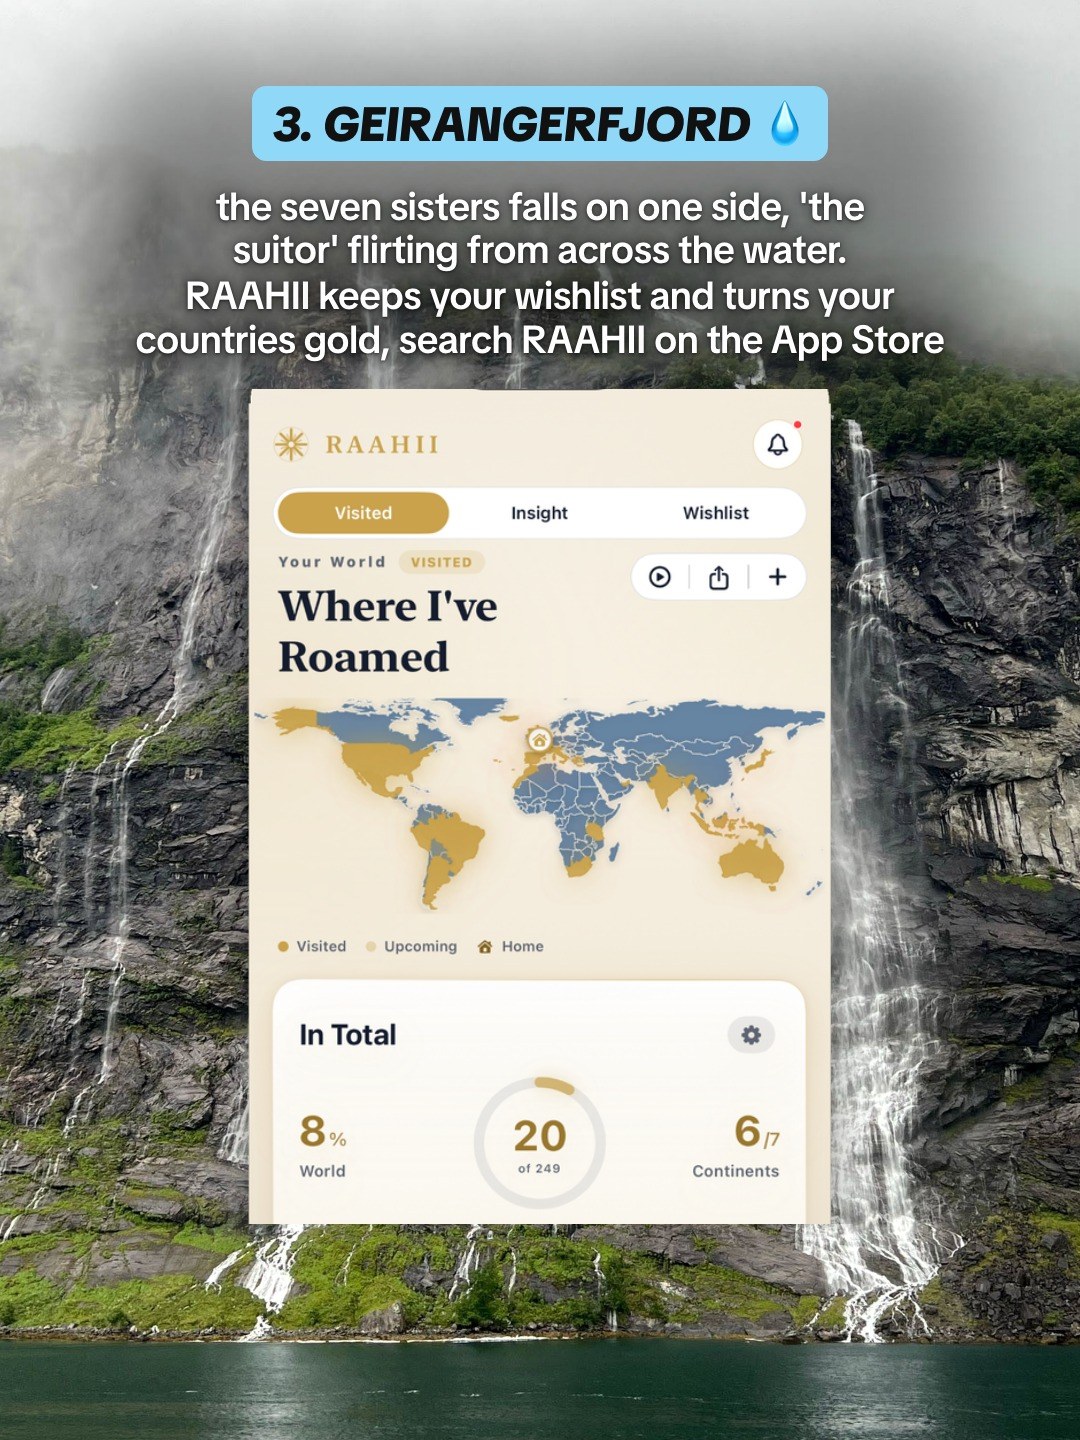 3. GEIRANGERFJORD 💧
the seven sisters falls on one side, 'the
suitor' flirting from across the water.
RAAHII keeps your wishlist and turns your
countries gold, search RAAHII on the App Store
RAAHII
Visited Insight Wishlist
Your World VISITED
Where I've
Roamed
Visited Upcoming Home
In Total
8% 20 6/7
World of 249 Continents